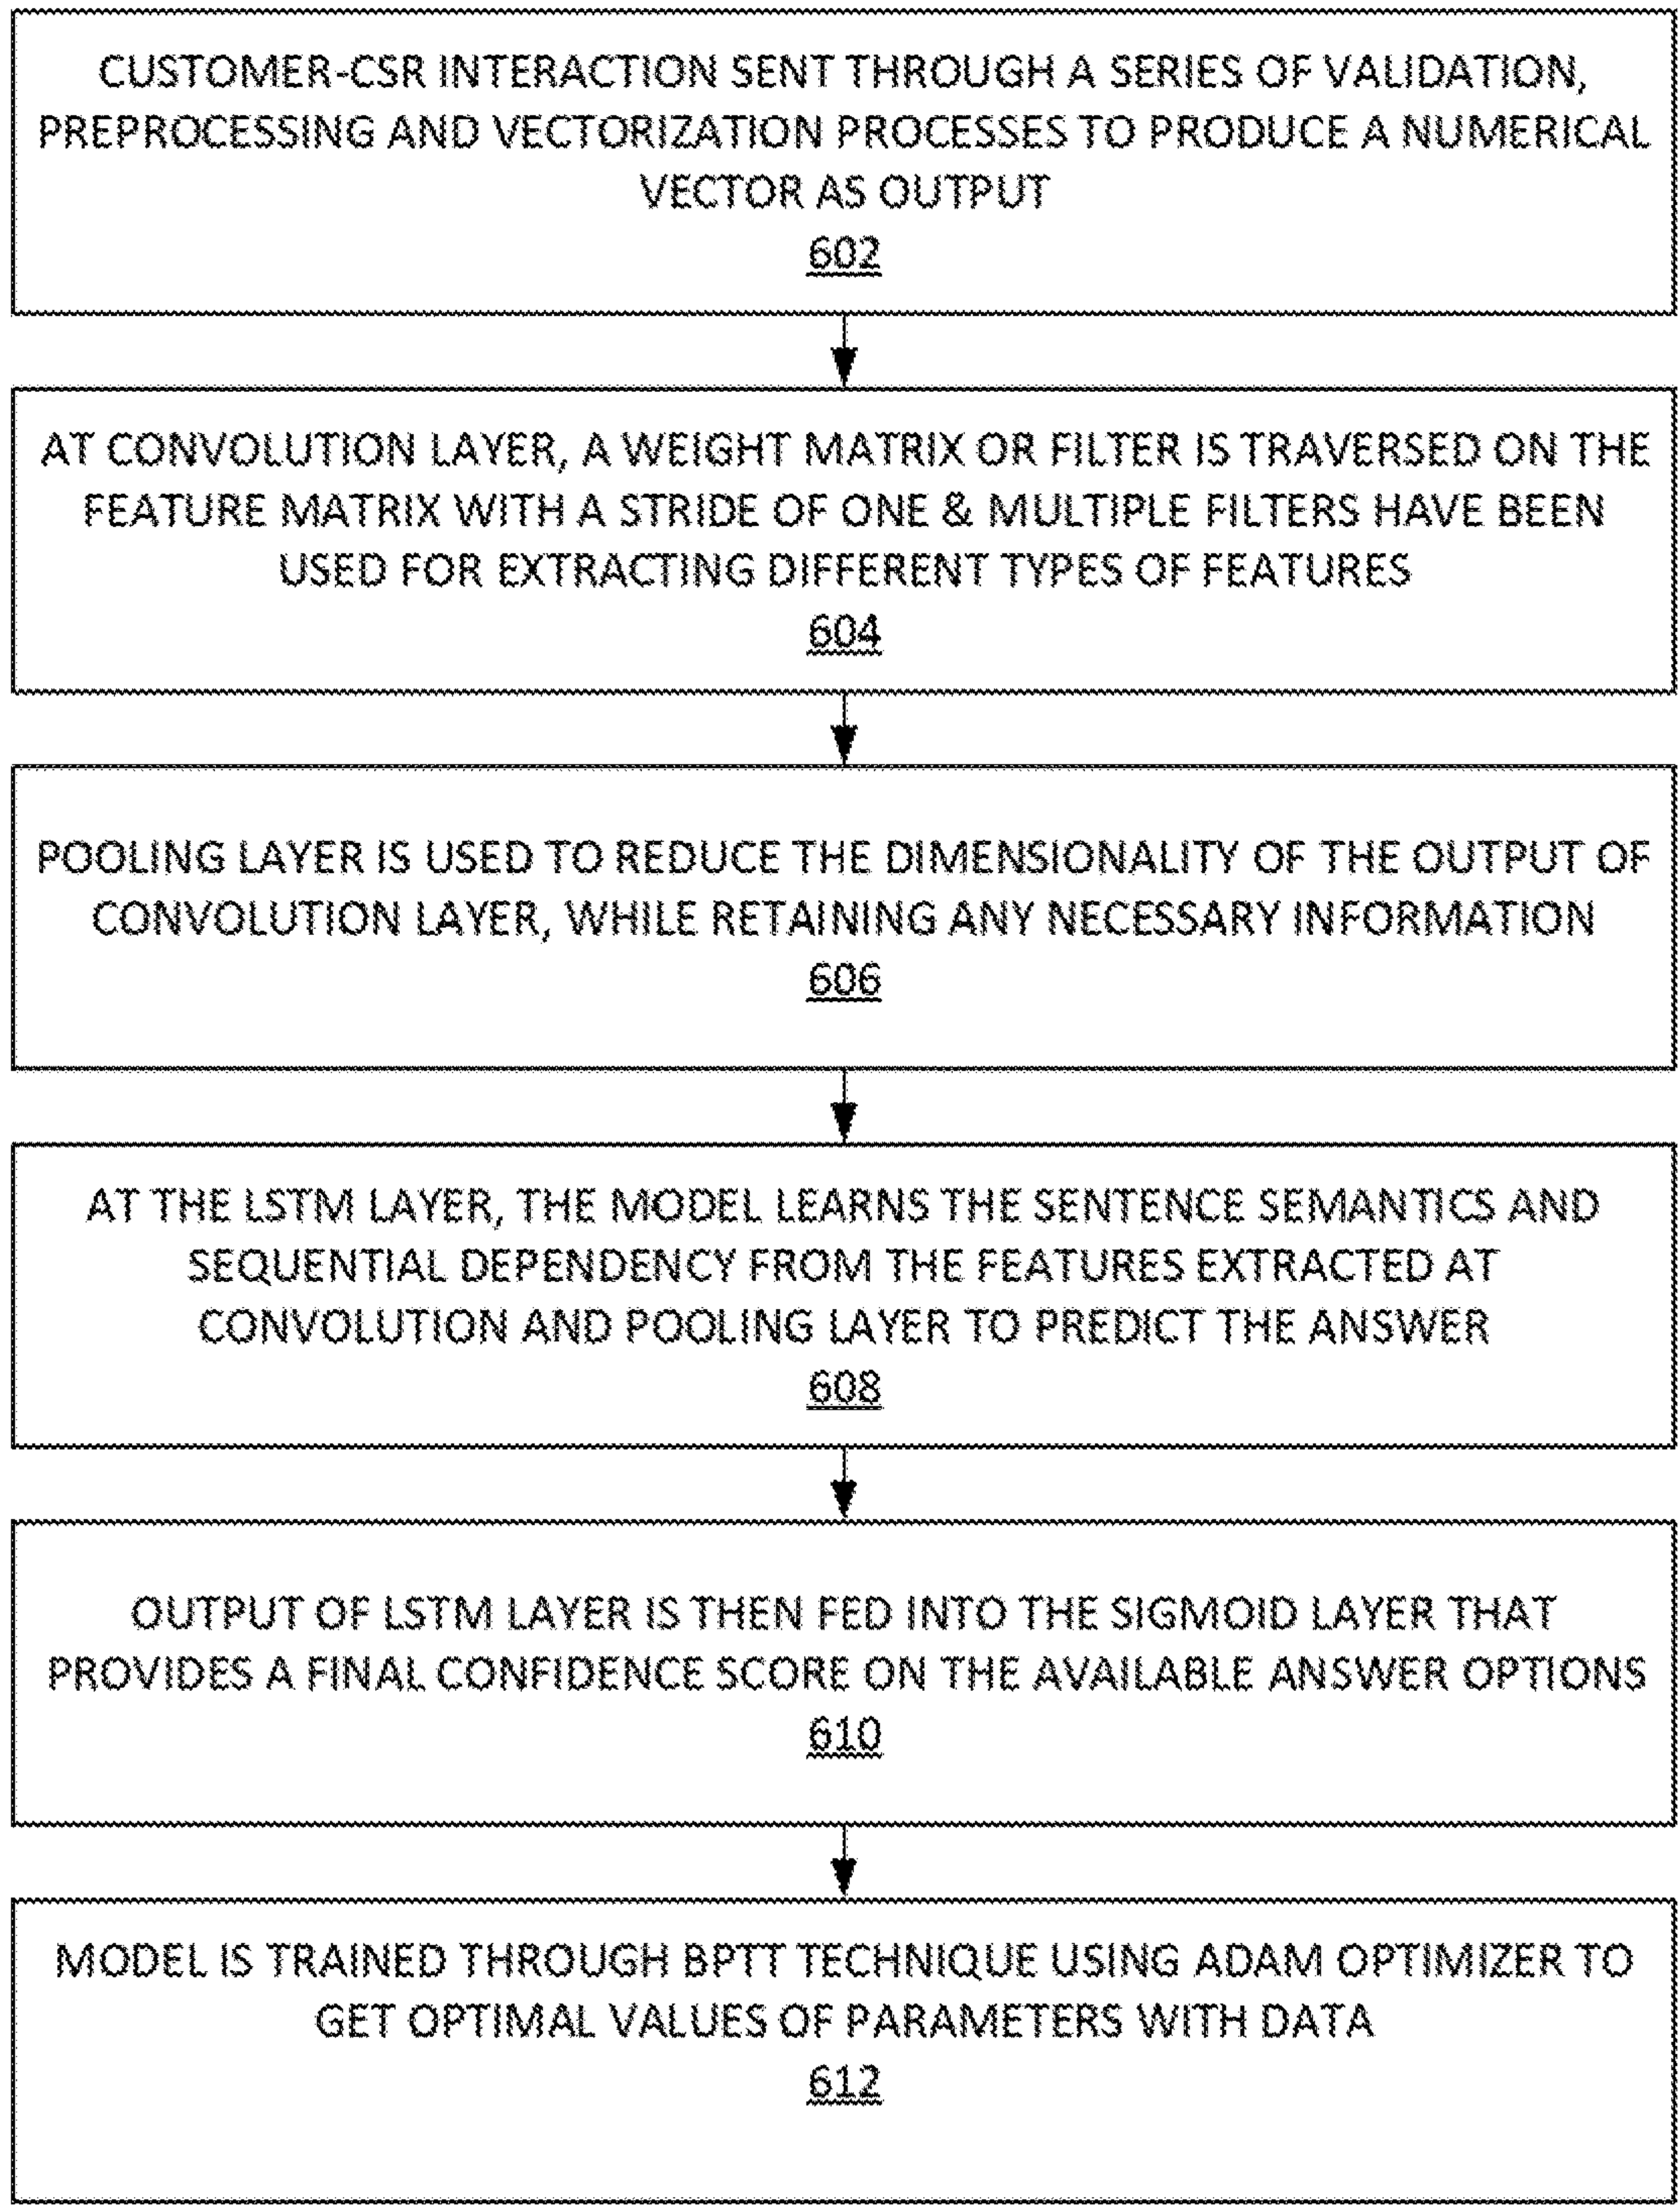 CUSTOMER-CSR INTERACTION SENT THROUGH A SERIES OF VALIDATION,
PREPROCESSING AND VECTORIZATION PROCESSES TO PRODUCE A NUMERICAL
VECTOR AS OUTPUT
602
AT CONVOLUTION LAYER, A WEIGHT MATRIX OR FILTER IS TRAVERSED ON THE
FEATURE MATRIX WITH A STRIDE OF ONE & MULTIPLE FILTERS HAVE BEEN
USED FOR EXTRACTING DIFFERENT TYPES OF FEATURES
604
POOLING LAYER IS USED TO REDUCE THE DIMENSIONALITY OF THE OUTPUT OF
CONVOLUTION LAYER, WHILE RETAINING ANY NECESSARY INFORMATION
606
AT THE LSTM LAYER, THE MODEL LEARNS THE SENTENCE SEMANTICS AND
SEQUENTIAL DEPENDENCY FROM THE FEATURES EXTRACTED AT
CONVOLUTION AND POOLING LAYER TO PREDICT THE ANSWER
608
OUTPUT OF LSTM LAYER IS THEN FED INTO THE SIGMOID LAYER THAT
PROVIDES A FINAL CONFIDENCE SCORE ON THE AVAILABLE ANSWER OPTIONS
610
MODEL IS TRAINED THROUGH BPTT TECHNIQUE USING ADAM OPTIMIZER TO
GET OPTIMAL VALUES OF PARAMETERS WITH DATA
612